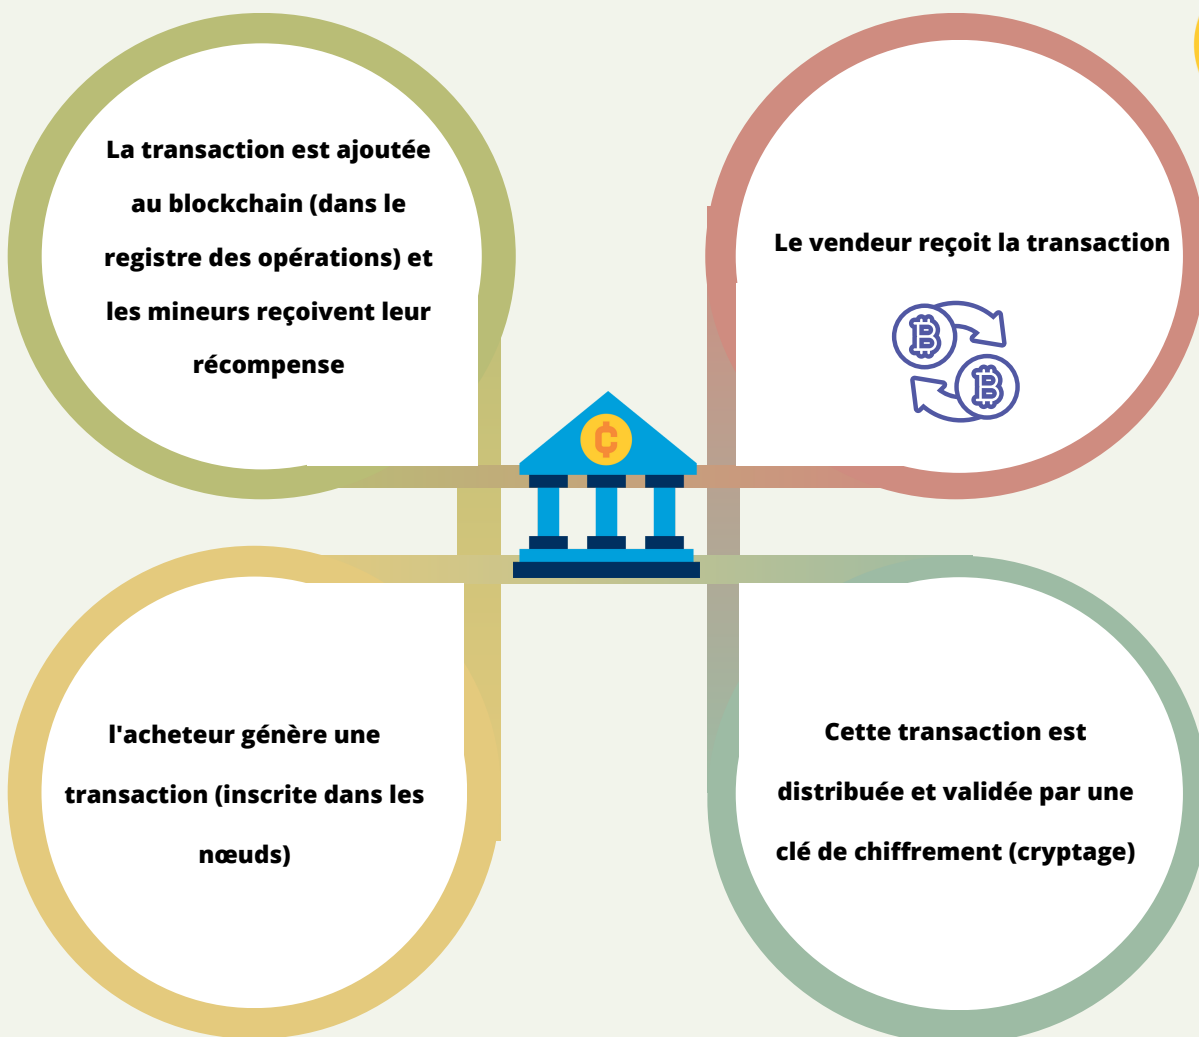 La transaction est ajoutée
au blockchain (dans le
registre des opérations) et
les mineurs reçoivent leur
récompense
Le vendeur reçoit la transaction
l'acheteur génère une
transaction (inscrite dans les
nœuds)
Cette transaction est
distribuée et validée par une
clé de chiffrement (cryptage)